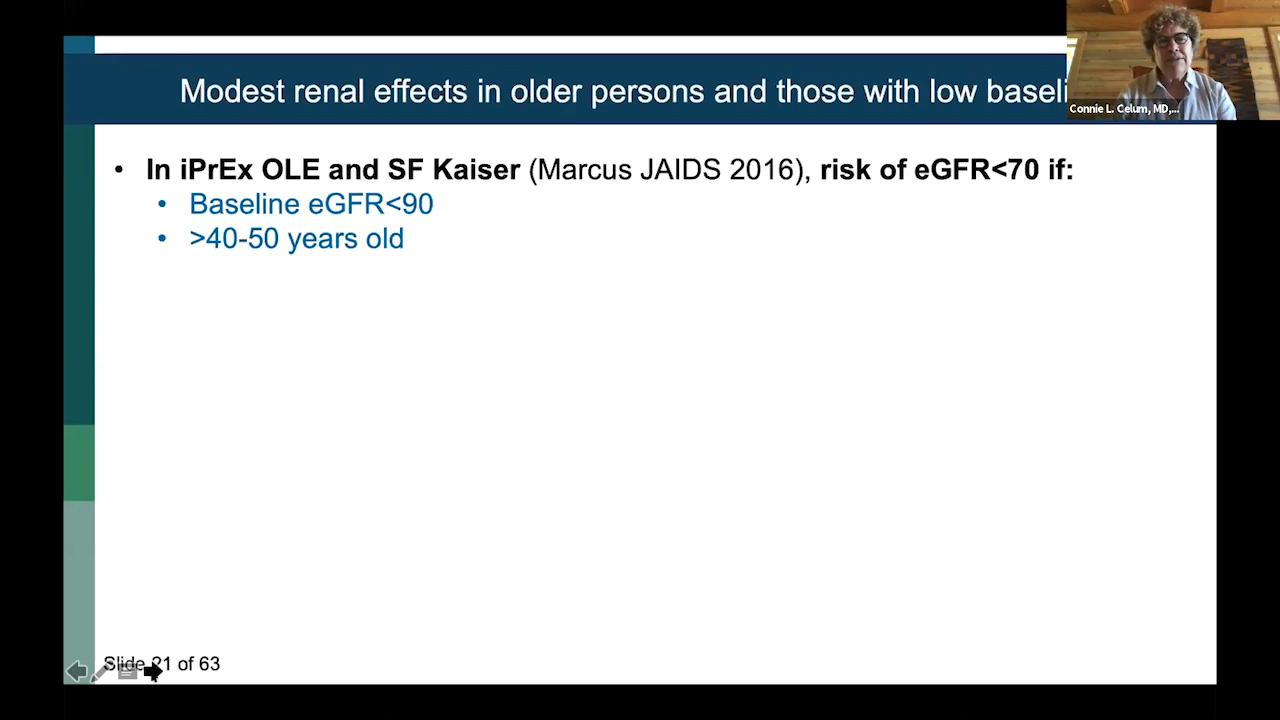 Modest renal effects in older persons and those with low baseli
Connie L. Celum, MD,...
• In iPrEx OLE and SF Kaiser (Marcus JAIDS 2016), risk of eGFR<70 if:
• Baseline eGFR<90
• >40-50 years old
Slide 21 of 63